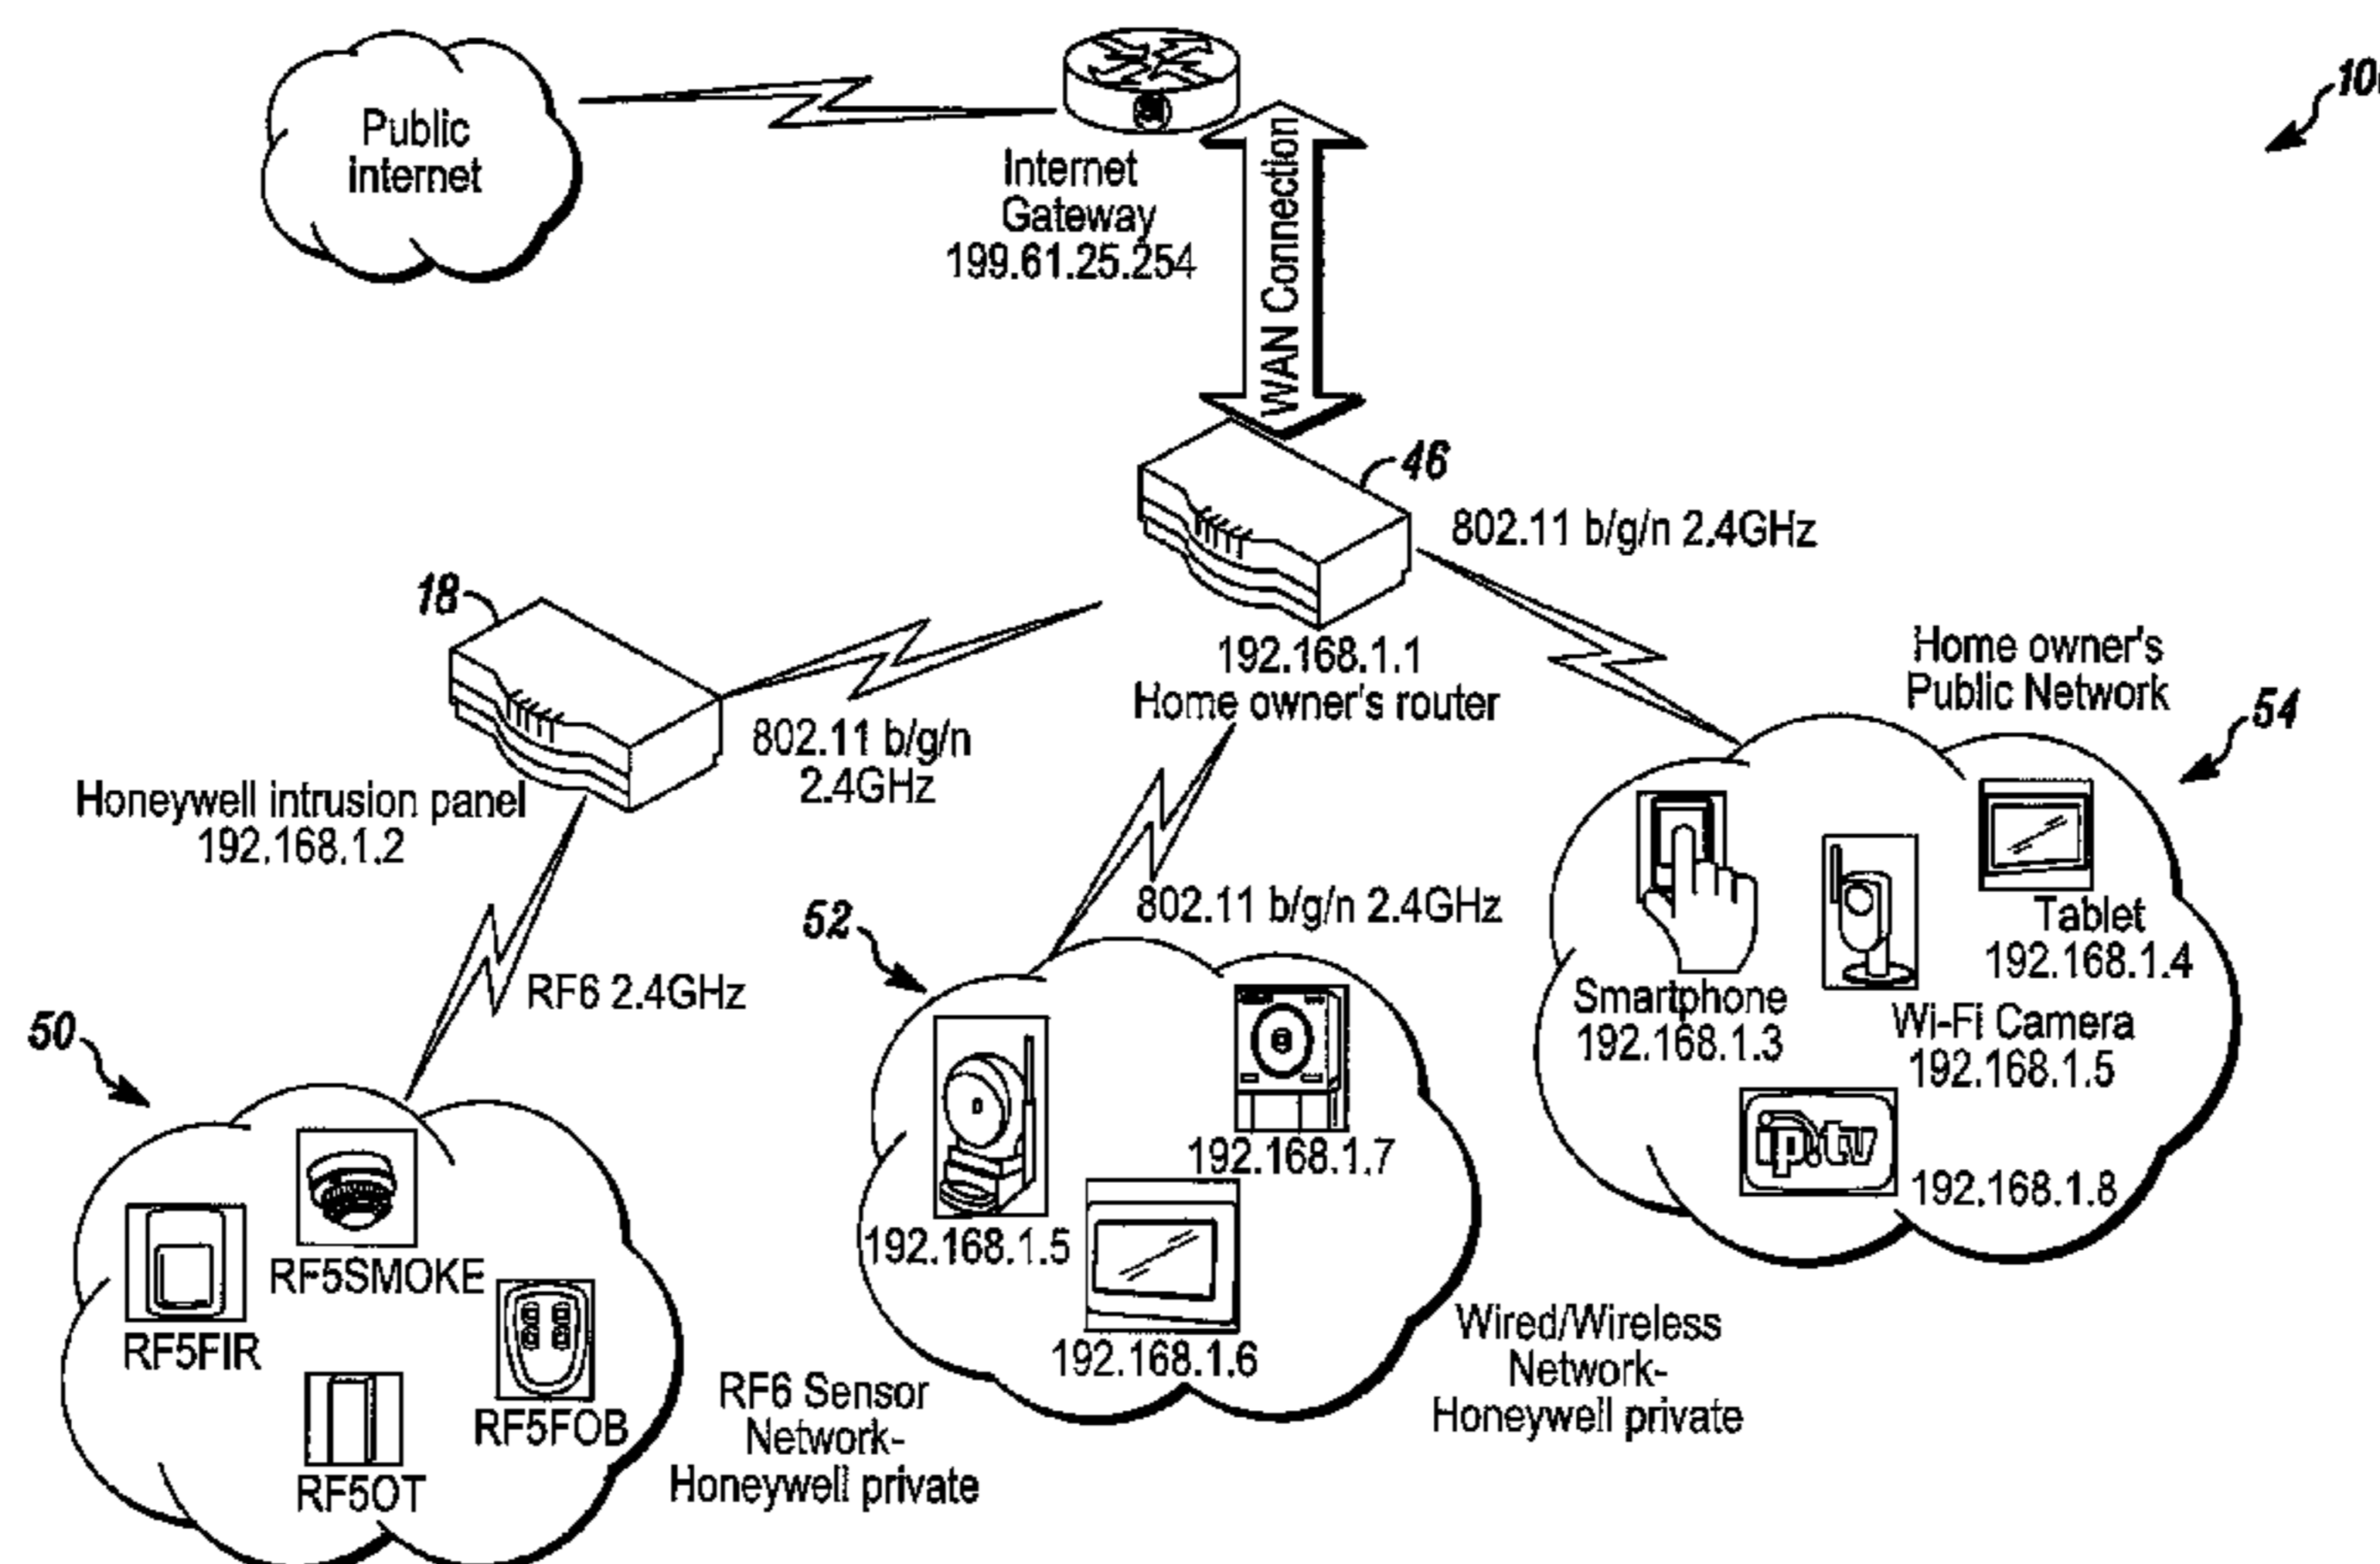 Public
internet
Internet
Gateway
199.61.25.254
WAN Connection
46
802.11 b/g/n 2.4GHz
192.168.1.1
Home owner's router
18
802.11 b/g/n
2.4GHz
Honeywell intrusion panel
192.168.1.2
RF6 2.4GHz
Home owner's
Public Network
54
Tablet
192.168.1.4
Smartphone
192.168.1.3
Wi-Fi Camera
192.168.1.5
ip.tv
192.168.1.8
52
802.11 b/g/n 2.4GHz
192.168.1.7
192.168.1.5
192.168.1.6
Wired/Wireless
Network-
Honeywell private
50
RF5SMOKE
RF5FIR
RF5FOB
RF5OT
RF6 Sensor
Network-
Honeywell private